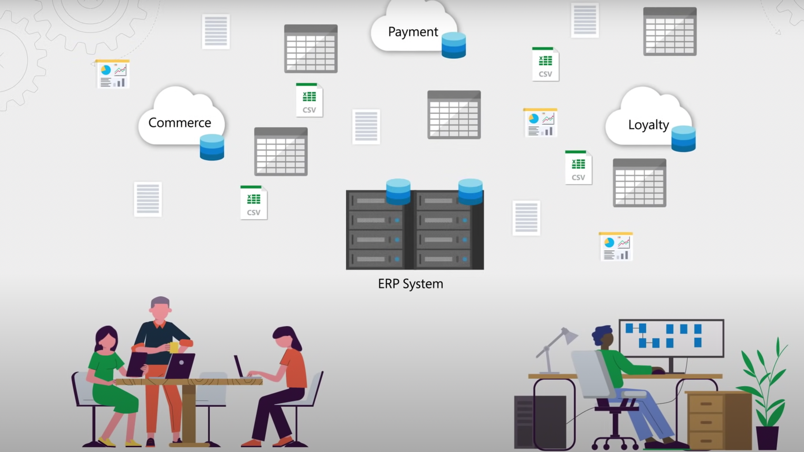 Payment
CSV
CSV
Commerce
Loyalty
CSV
CSV
ERP System